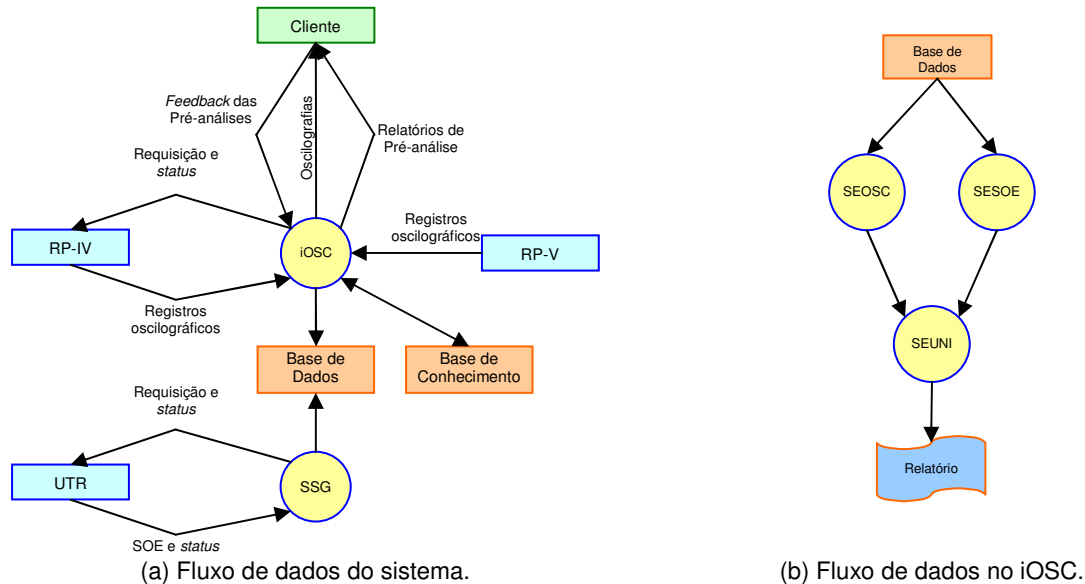 Cliente
Feedback das
Pré-análises
Oscilografias
Relatórios de
Pré-análise
Requisição e
status
RP-IV
iOSC
Registros
oscilográficos
RP-V
Registros
oscilográficos
Base de
Dados
Base de
Conhecimento
Requisição e
status
UTR
SSG
SOE e status
(a) Fluxo de dados do sistema.
Base de
Dados
SEOSC
SESOE
SEUNI
Relatório
(b) Fluxo de dados no iOSC.